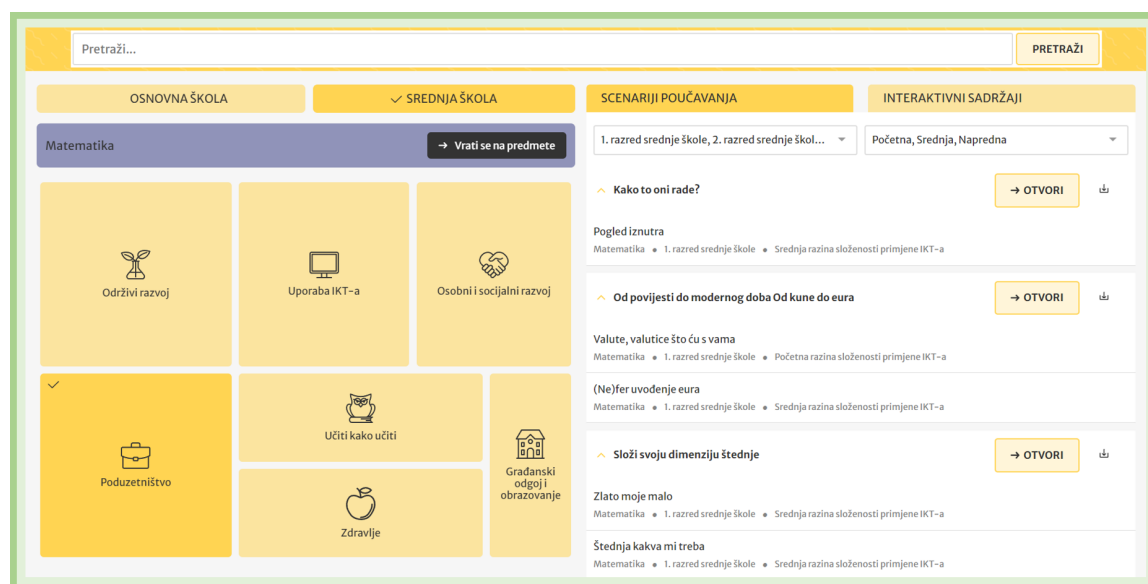 Pretraži...
PRETRAŽI
OSNOVNA ŠKOLA
✓ SREDNJA ŠKOLA
SCENARIJI POUČAVANJA
INTERAKTIVNI SADRŽAJI
Matematika
→ Vrati se na predmete
1. razred srednje škole, 2. razred srednje škol...
Početna, Srednja, Napredna
Održivi razvoj
Uporaba IKT-a
Osobni i socijalni razvoj
Poduzetništvo
Učiti kako učiti
Zdravlje
Građanski
odgoj i
obrazovanje
Kako to oni rade?
→ OTVORI
Pogled iznutra
Matematika • 1. razred srednje škole • Srednja razina složenosti primjene IKT-a
Od povijesti do modernog doba Od kune do eura
→ OTVORI
Valute, valutice što ću s vama
Matematika • 1. razred srednje škole • Početna razina složenosti primjene IKT-a
(Ne)fer uvođenje eura
Matematika • 1. razred srednje škole • Srednja razina složenosti primjene IKT-a
Složi svoju dimenziju štednje
→ OTVORI
Zlato moje malo
Matematika • 1. razred srednje škole • Srednja razina složenosti primjene IKT-a
Štednja kakva mi treba
Matematika • 1. razred srednje škole • Srednja razina složenosti primjene IKT-a